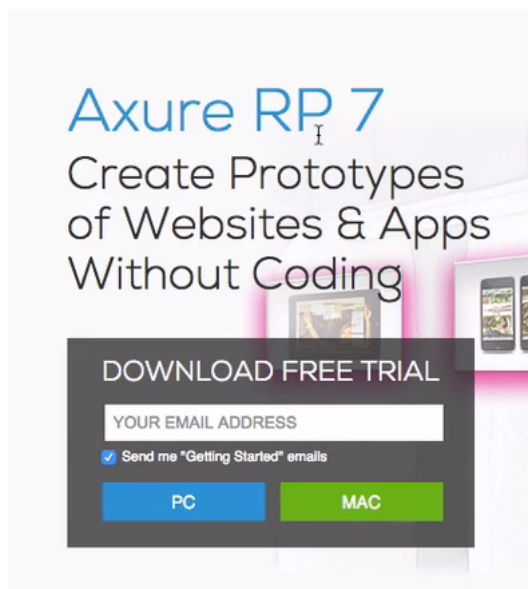 Axure RP 7
Create Prototypes
of Websites & Apps
Without Coding
DOWNLOAD FREE TRIAL
YOUR EMAIL ADDRESS
Send me "Getting Started" emails
PC
MAC